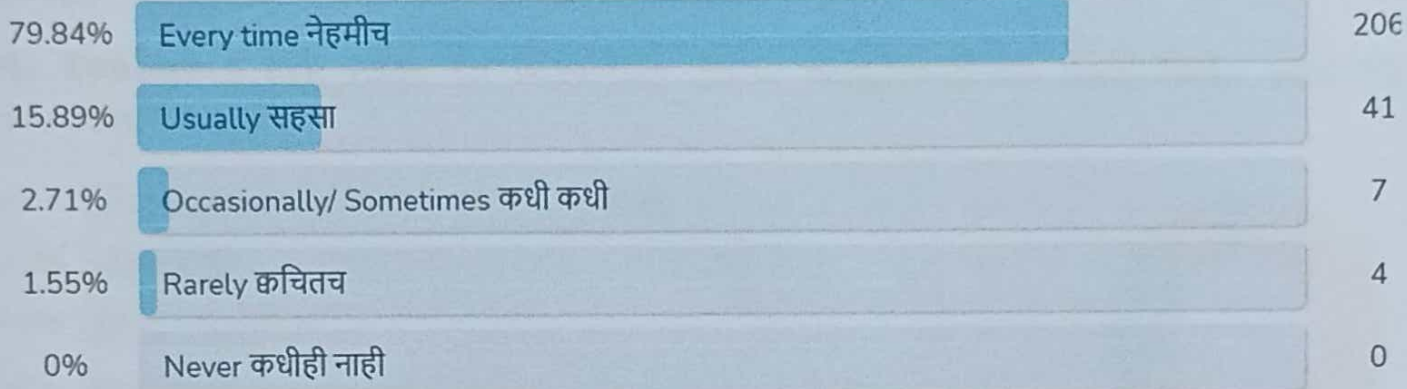 79.84% Every time नेहमीच 206
15.89% Usually सहसा 41
2.71% Occasionally/ Sometimes कधी कधी 7
1.55% Rarely क्वचितच 4
0% Never कधीही नाही 0